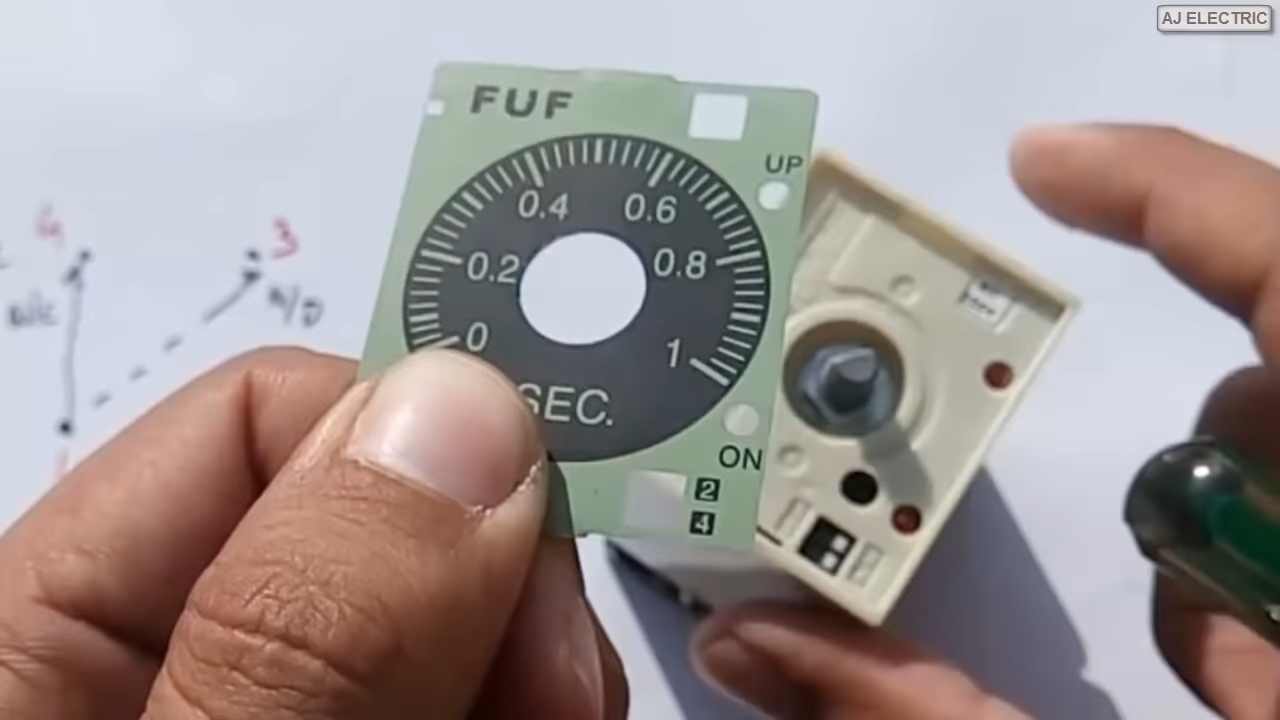 AJ ELECTRIC
FUF
UP
0.4 0.6
0.2 0.8
0 1
SEC.
ON
2
4
4 3
n/c N/O